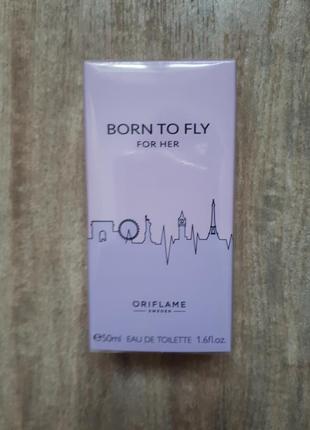 BORN TO FLY
FOR HER
ORIFLAME
SWEDEN
℮50ml EAU DE TOILETTE 1.6fl.oz.